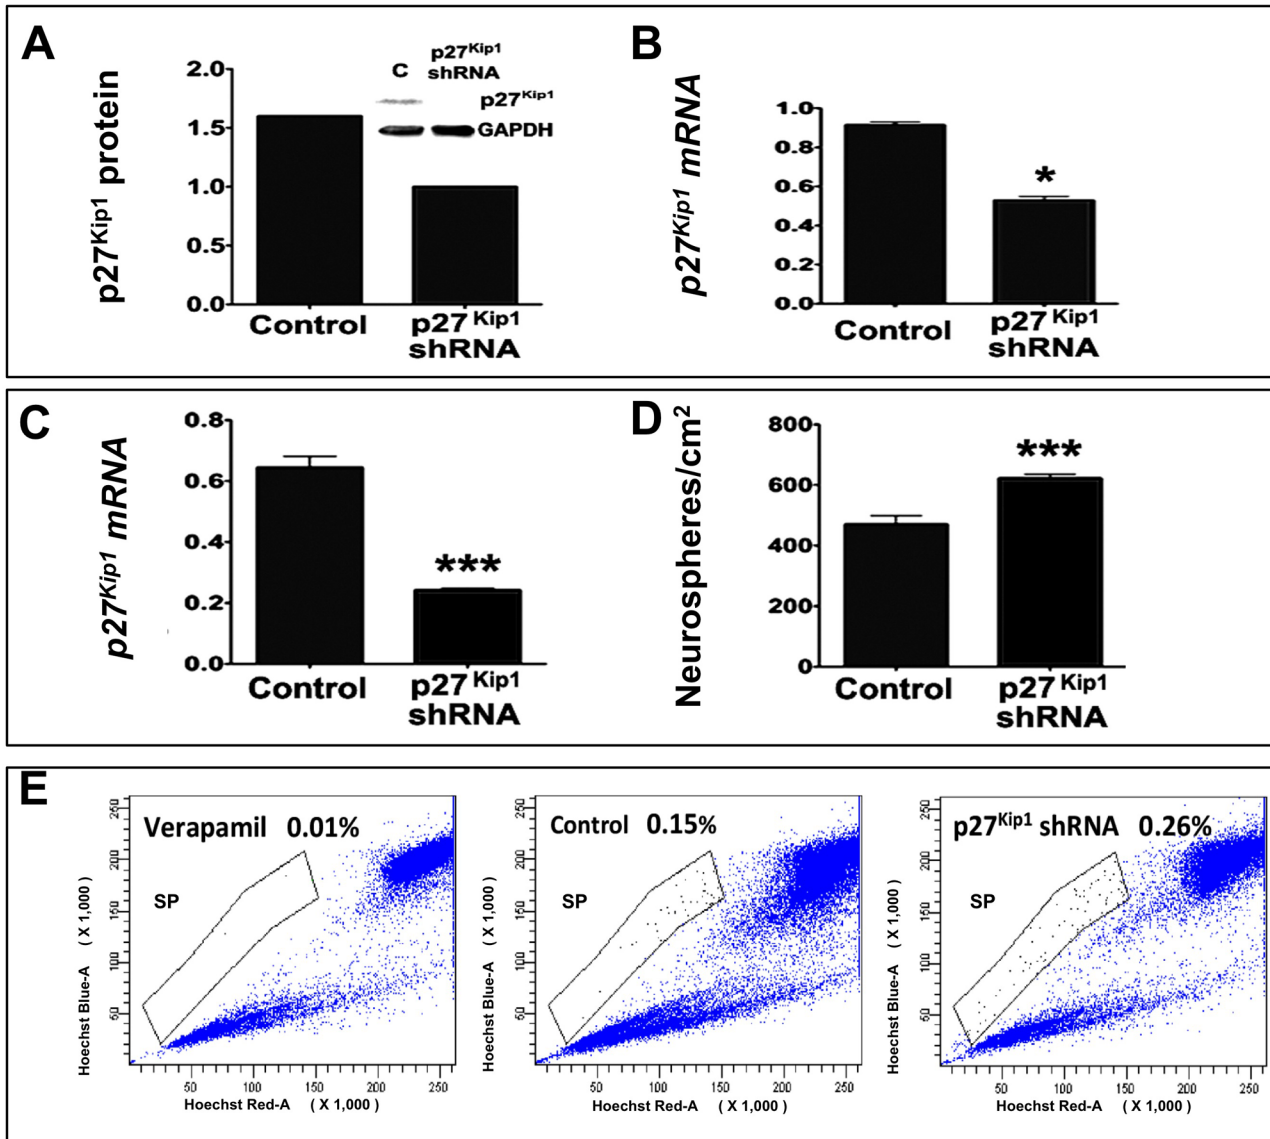 A
p27Kip1 protein
2.0
1.5
1.0
0.5
0.0
C
p27Kip1
shRNA
p27Kip1
GAPDH
Control
p27 Kip1
shRNA
B
p27Kip1 mRNA
1.0
0.8
0.6
0.4
0.2
0.0
*
Control
p27 Kip1
shRNA
C
p27Kip1 mRNA
0.8
0.6
0.4
0.2
0.0
***
Control
p27 Kip1
shRNA
D
Neurospheres/cm2
800
600
400
200
0
***
Control
p27 Kip1
shRNA
E
Verapamil 0.01%
SP
Hoechst Blue-A ( X 1,000 )
250
200
150
100
50
50 100 150 200 250
Hoechst Red-A ( X 1,000 )
Control 0.15%
SP
Hoechst Blue-A ( X 1,000 )
250
200
150
100
50
50 100 150 200 250
Hoechst Red-A ( X 1,000 )
p27Kip1 shRNA 0.26%
SP
Hoechst Blue-A ( X 1,000 )
250
200
150
100
50
50 100 150 200 250
Hoechst Red-A ( X 1,000 )